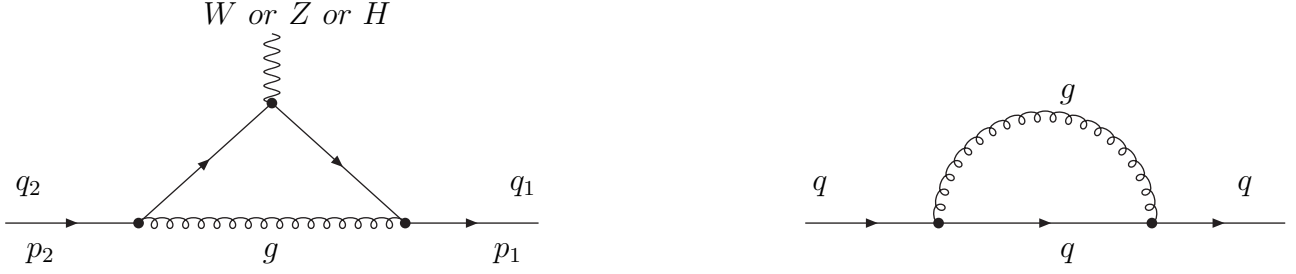 W or Z or H
g
q₂
q₁
q
q
p₂
g
p₁
q